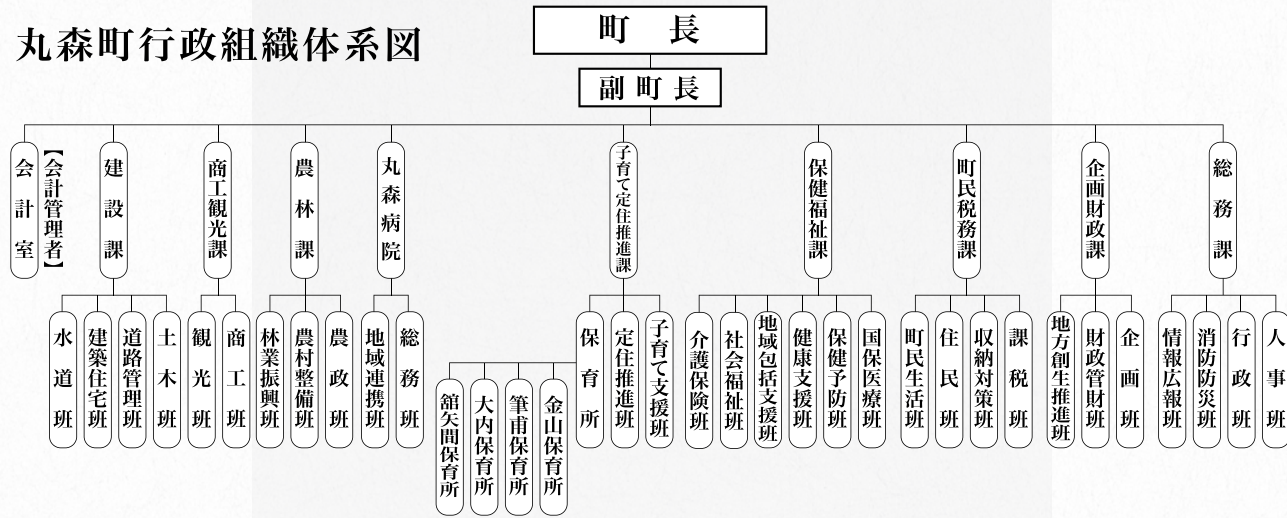 丸森町行政組織体系図
町長
副町長
総務課
企画財政課
町民税務課
保健福祉課
子育て定住推進課
丸森病院
農林課
商工観光課
建設課
【会計管理者】
会計室
人事班
行政班
消防防災班
情報広報班
企画班
財政管財班
地方創生推進班
課税班
収納対策班
住民班
町民生活班
国保医療班
保健予防班
健康支援班
地域包括支援班
社会福祉班
介護保険班
子育て支援班
定住推進班
保育所
金山保育所
筆甫保育所
大内保育所
舘矢間保育所
総務班
地域連携班
農政班
農村整備班
林業振興班
商工班
観光班
土木班
道路管理班
建築住宅班
水道班